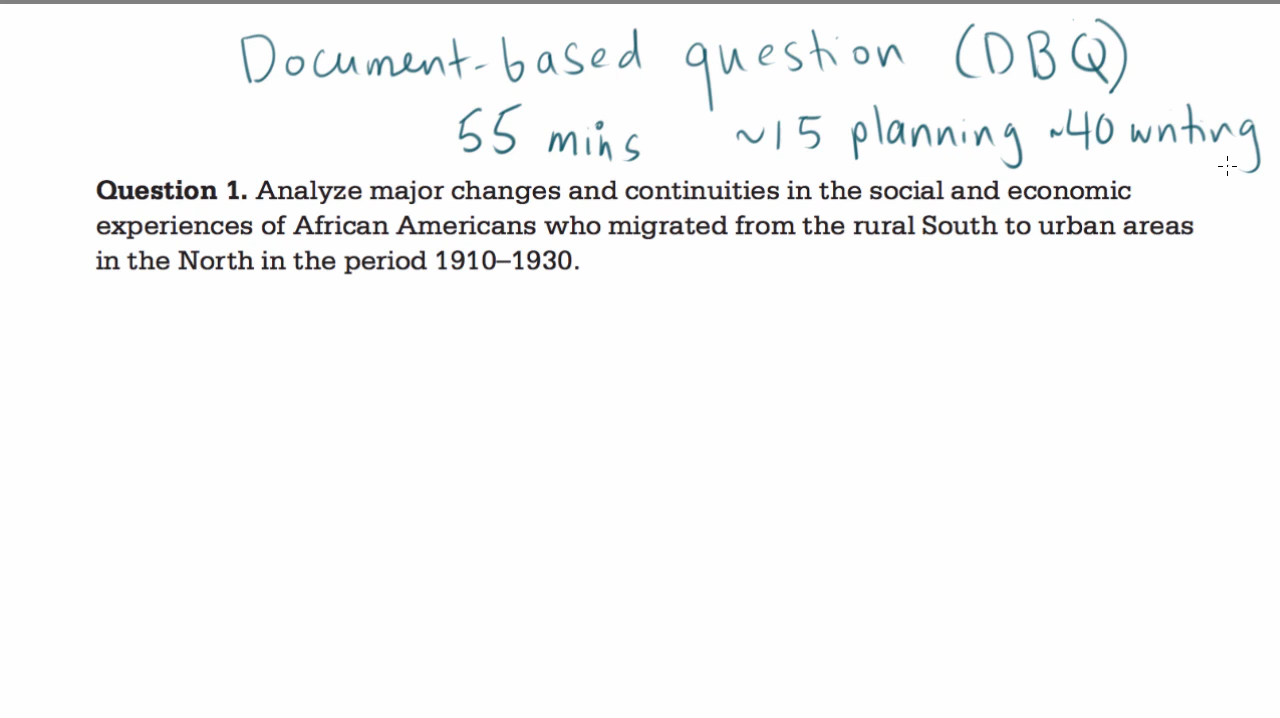 Document-based question (DBQ)
55 mins ~15 planning ~40 writing
Question 1. Analyze major changes and continuities in the social and economic
experiences of African Americans who migrated from the rural South to urban areas
in the North in the period 1910–1930.